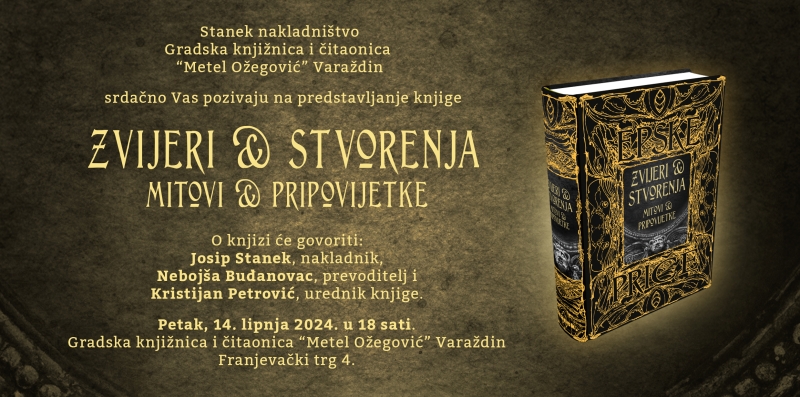 Stanek nakladništvo
Gradska knjižnica i čitaonica
“Metel Ožegović” Varaždin
srdačno Vas pozivaju na predstavljanje knjige
ZVIJERI & STVORENJA
MITOVI & PRIPOVIJETKE
O knjizi će govoriti:
Josip Stanek, nakladnik,
Nebojša Buđanovac, prevoditelj i
Kristijan Petrović, urednik knjige.
Petak, 14. lipnja 2024. u 18 sati.
Gradska knjižnica i čitaonica “Metel Ožegović” Varaždin
Franjevački trg 4.
EPSKE
ZVIJERI &
STVORENJA
MITOVI &
PRIPOVIJETKE
PRIČE